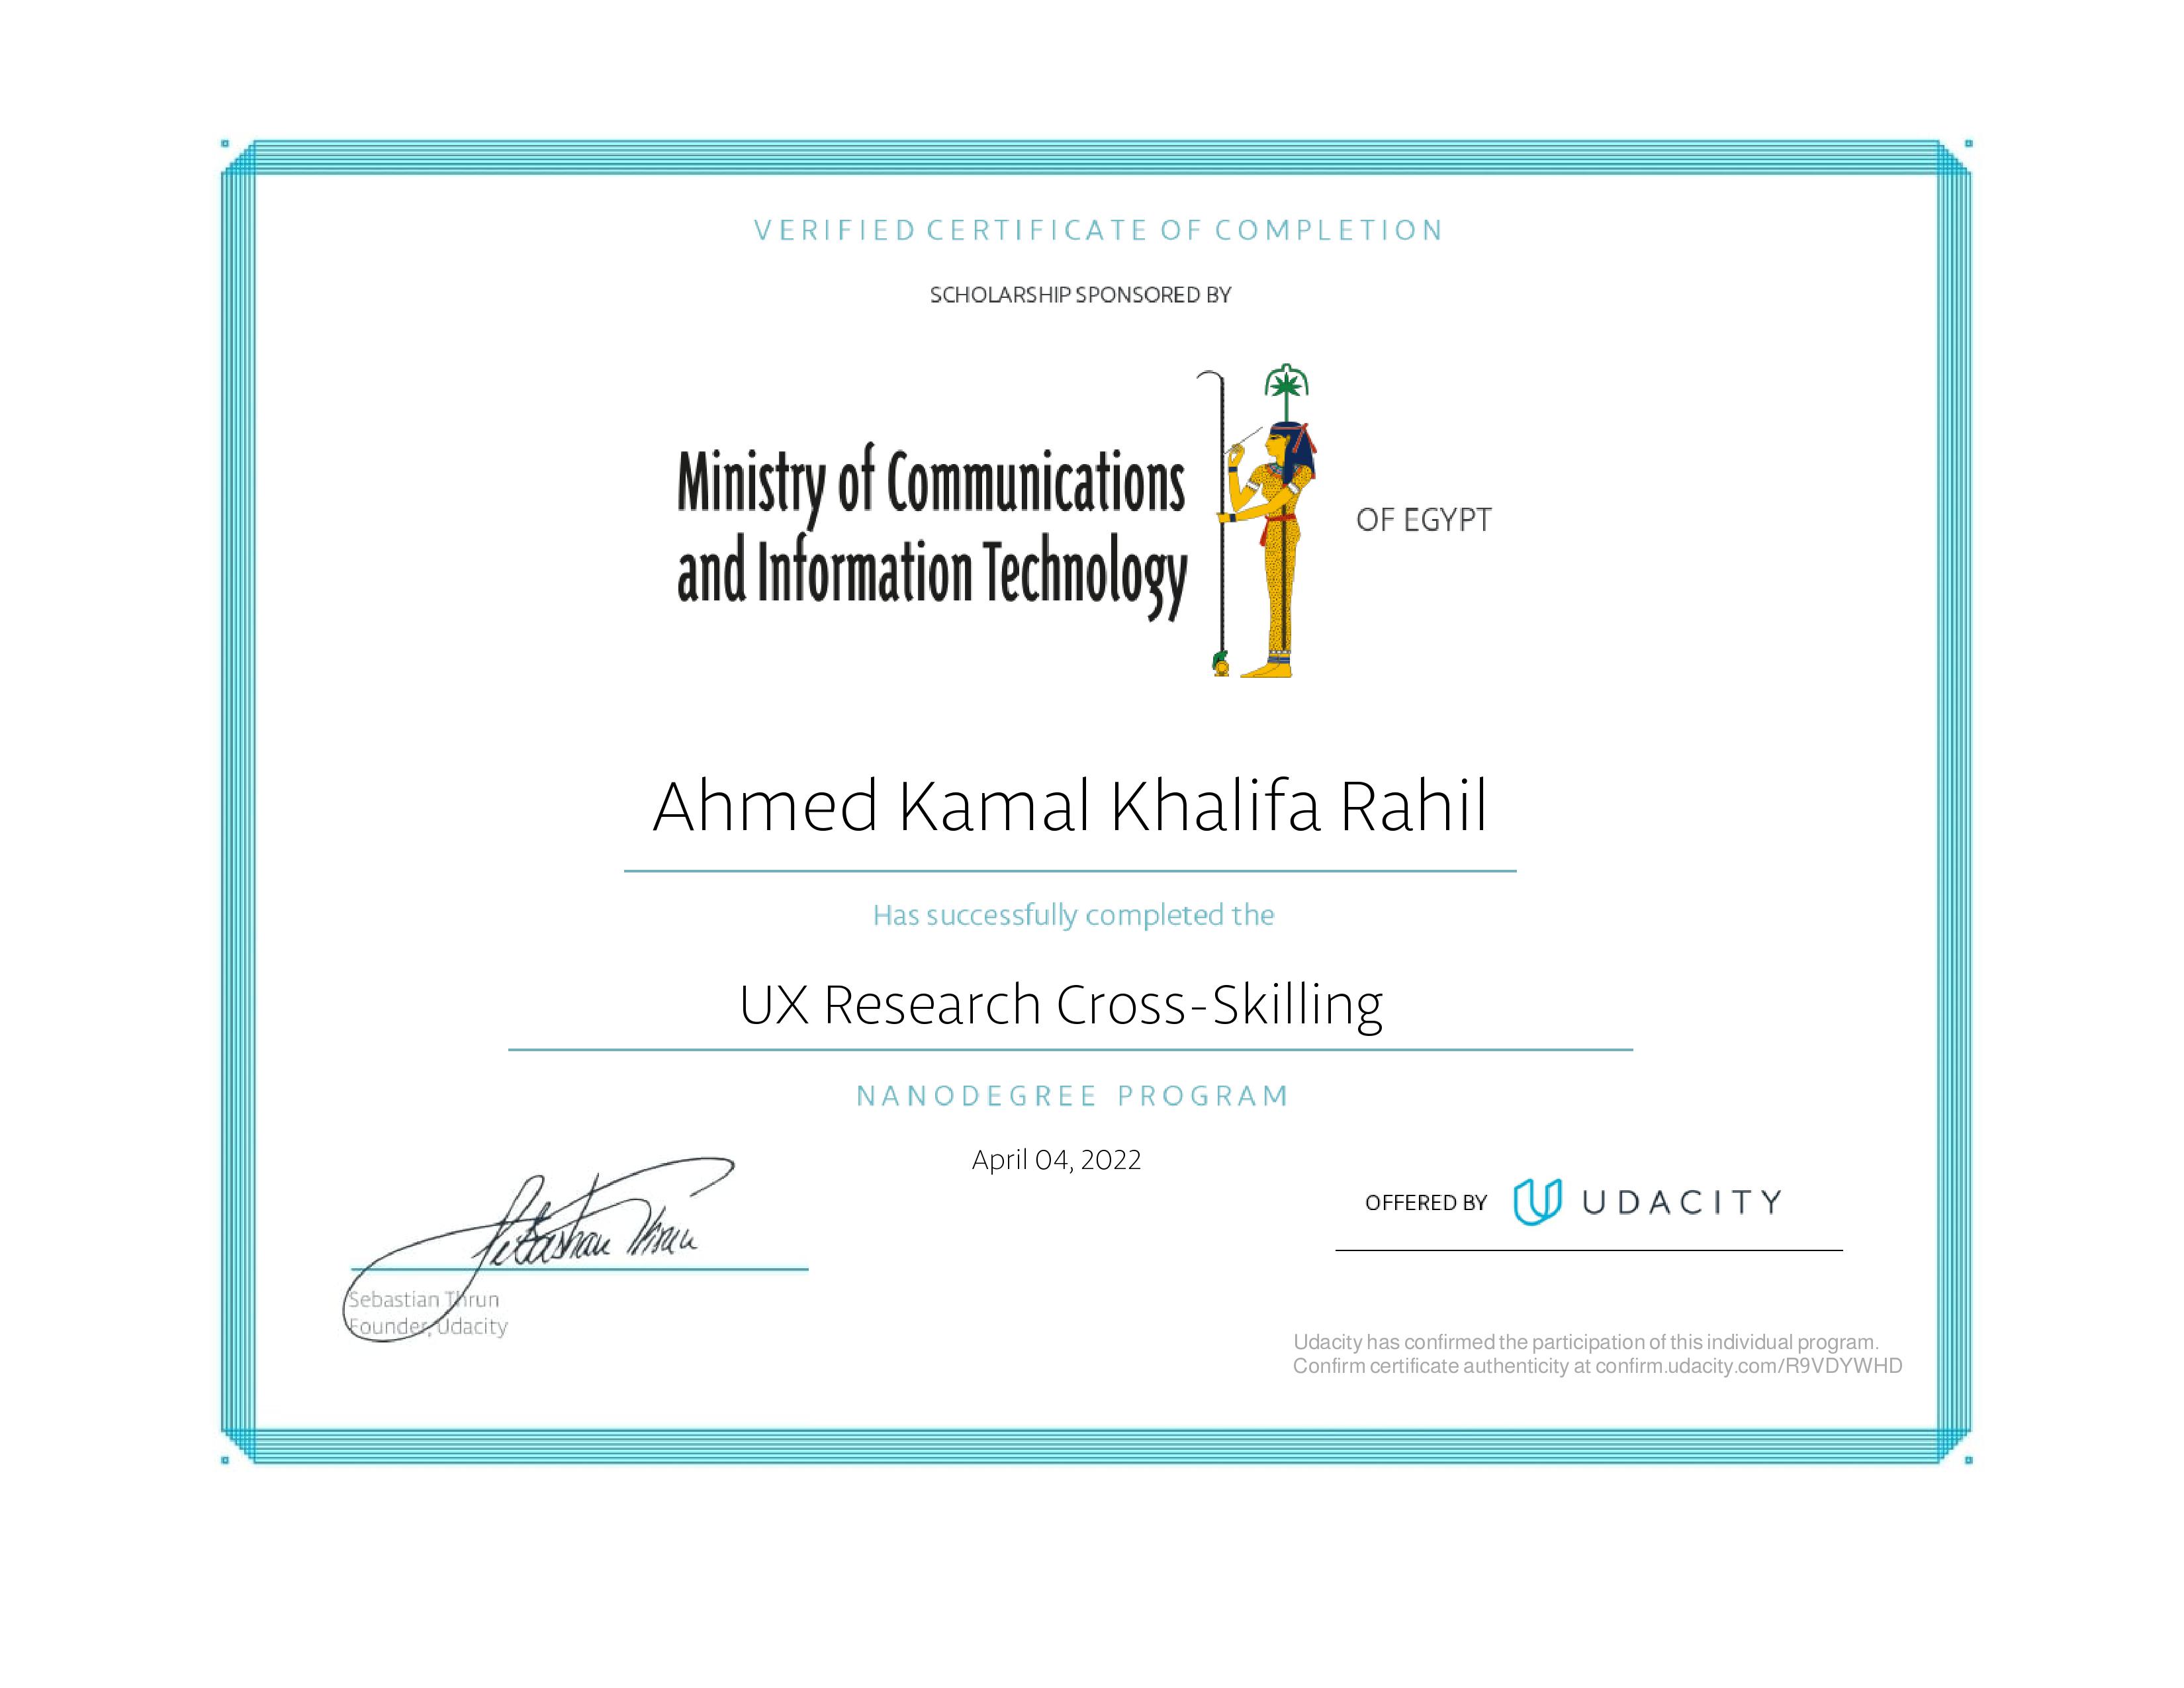 VERIFIED CERTIFICATE OF COMPLETION
SCHOLARSHIP SPONSORED BY
Ministry of Communications
and Information Technology
OF EGYPT
Ahmed Kamal Khalifa Rahil
Has successfully completed the
UX Research Cross-Skilling
NANODEGREE PROGRAM
April 04, 2022
OFFERED BY UDACITY
Sebastian Thrun
Sebastian Thrun
Founder, Udacity
Udacity has confirmed the participation of this individual program.
Confirm certificate authenticity at confirm.udacity.com/R9VDYWHD